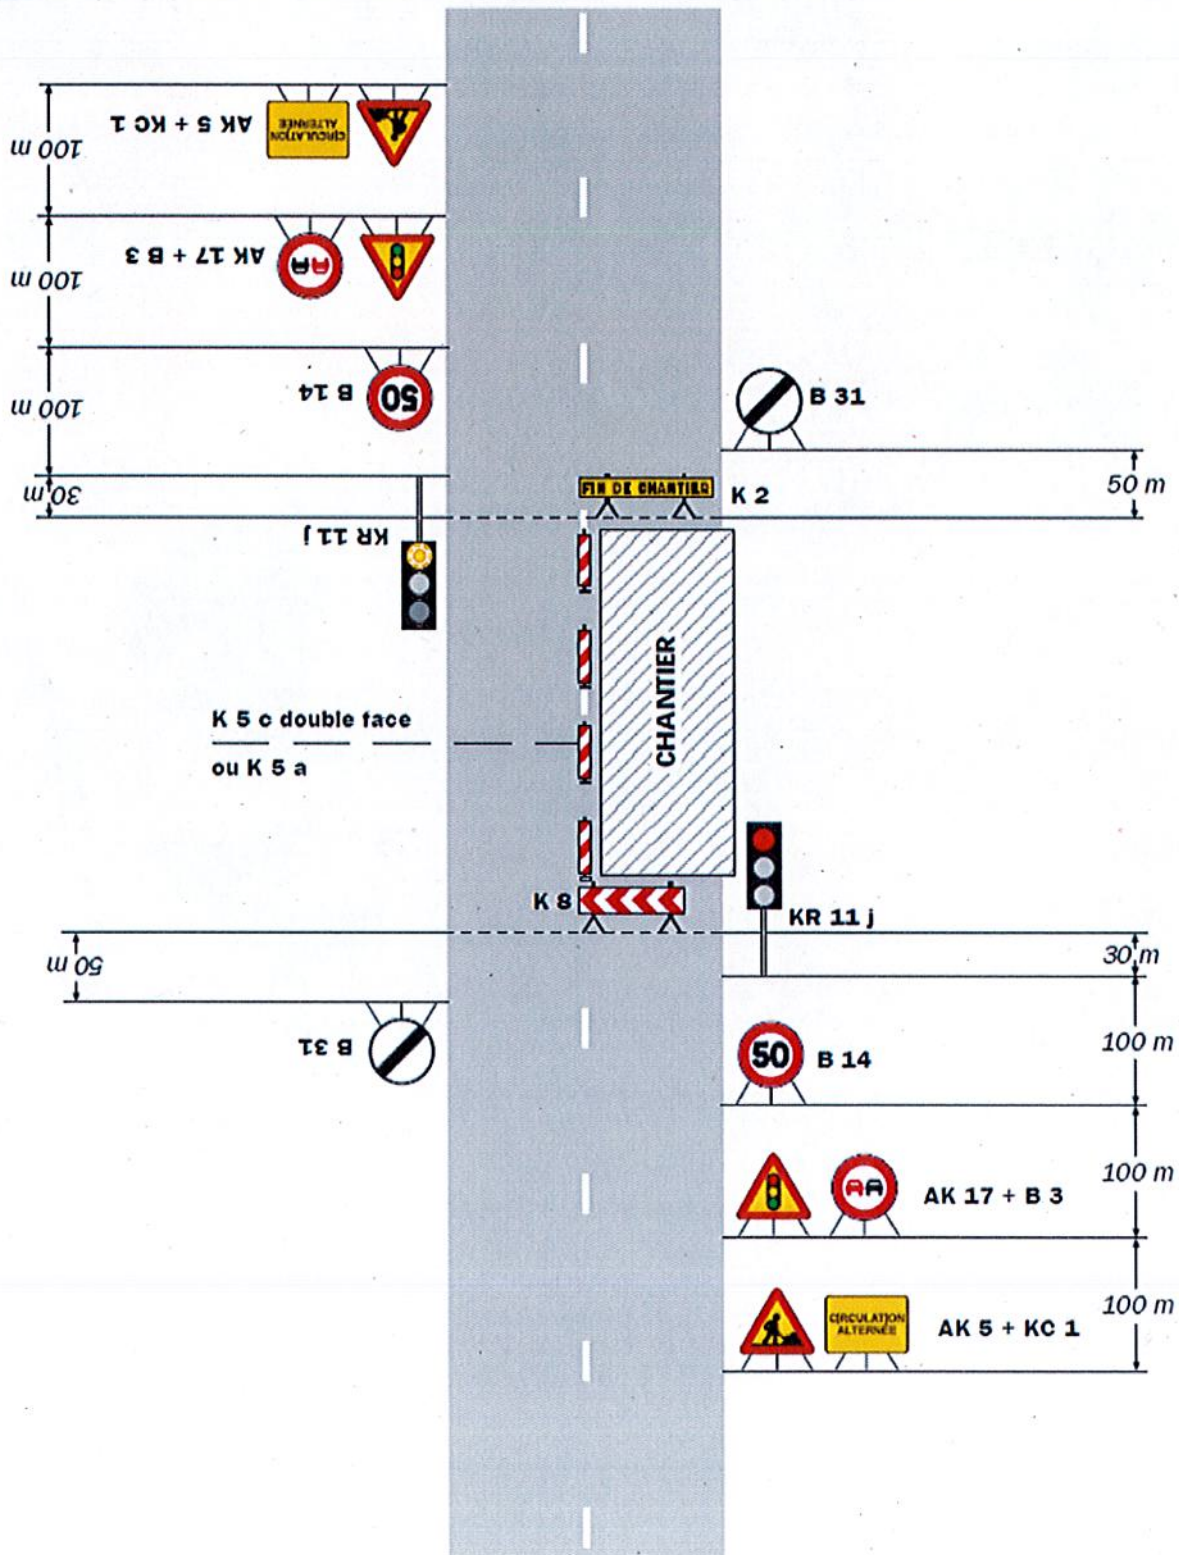 AK 5 + KC 1
CIRCULATION
ALTERNÉE
100 m
AK 17 + B 3
100 m
B 14
50
100 m
B 31
30 m
FIN DE CHANTIER
K 2
50 m
KR 11 j
CHANTIER
K 5 c double face
ou K 5 a
K 8
KR 11 j
50 m
30 m
B 31
50
B 14
100 m
AK 17 + B 3
100 m
CIRCULATION
ALTERNÉE
AK 5 + KC 1
100 m